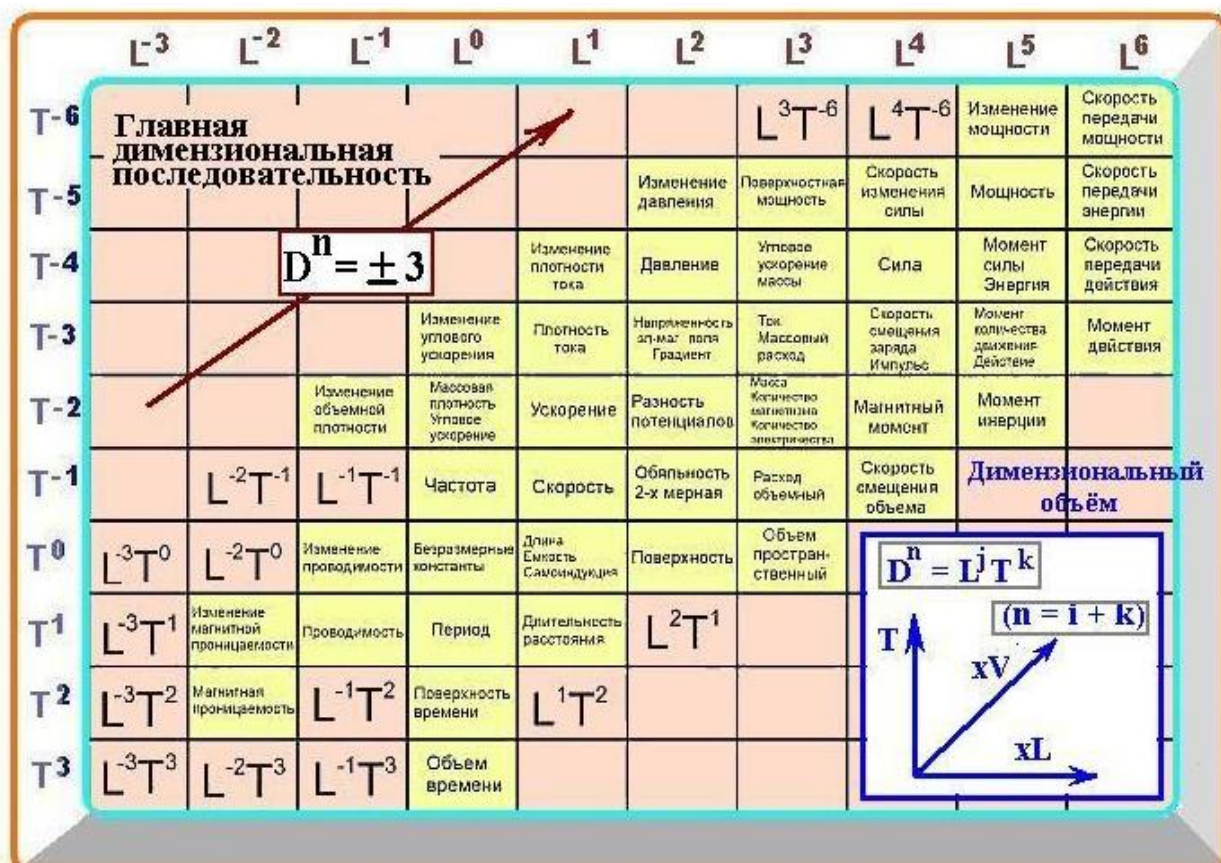 L⁻³ L⁻² L⁻¹ L⁰ L¹ L² L³ L⁴ L⁵ L⁶
T⁻⁶
Главная
димензиональная
последовательность
L³T⁻⁶
L⁴T⁻⁶
Изменение
мощности
Скорость
передачи
мощности
T⁻⁵
Изменение
давления
Поверхностная
мощность
Скорость
изменения
силы
Мощность
Скорость
передачи
энергии
T⁻⁴
Dⁿ = ± 3
Изменение
плотности
тока
Давление
Угловое
ускорение
массы
Сила
Момент
силы
Энергия
Скорость
передачи
действия
T⁻³
Изменение
углового
ускорения
Плотность
тока
Напряженность
эл-маг. поля
Градиент
Ток
Массовый
расход
Скорость
смещения
заряда
Импульс
Момент
количества
движения
Действие
Момент
действия
T⁻²
Изменение
объемной
плотности
Массовая
плотность
Угловое
ускорение
Ускорение
Разность
потенциалов
Масса
Количество
магнетизма
Количество
электричества
Магнитный
момент
Момент
инерции
T⁻¹
L⁻²T⁻¹
L⁻¹T⁻¹
Частота
Скорость
2-х мерная
Расход
объемный
Скорость
смещения
объема
Димензиональный
объём
T⁰
L⁻³T⁰
L⁻²T⁰
Изменение
проводимости
Безразмерные
константы
Длина
Емкость
Самоиндукция
Поверхность
Объем
простран-
ственный
Dⁿ = Lʲ Tᵏ
(n = i + k)
T
xV
xL
T¹
L⁻³T¹
Изменение
магнитной
проницаемости
Проводимость
Период
Длительность
расстояния
L²T¹
T²
L⁻³T²
Магнитная
проницаемость
L⁻¹T²
Поверхность
времени
L¹T²
T³
L⁻³T³
L⁻²T³
L⁻¹T³
Объем
времени